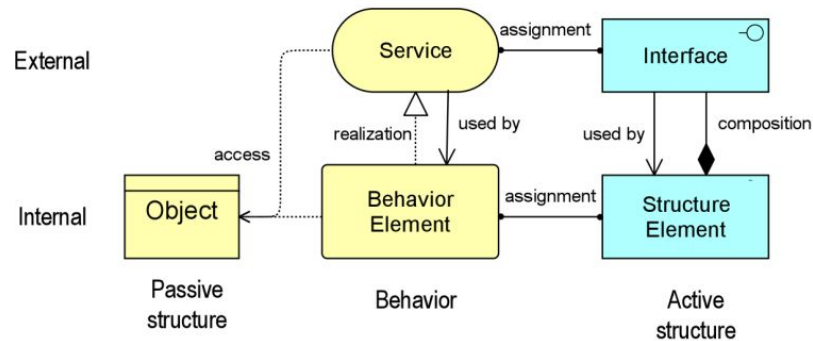 External
Service
assignment
Interface
realization
used by
used by
composition
access
Internal
Object
Behavior
Element
assignment
Structure
Element
Passive
structure
Behavior
Active
structure